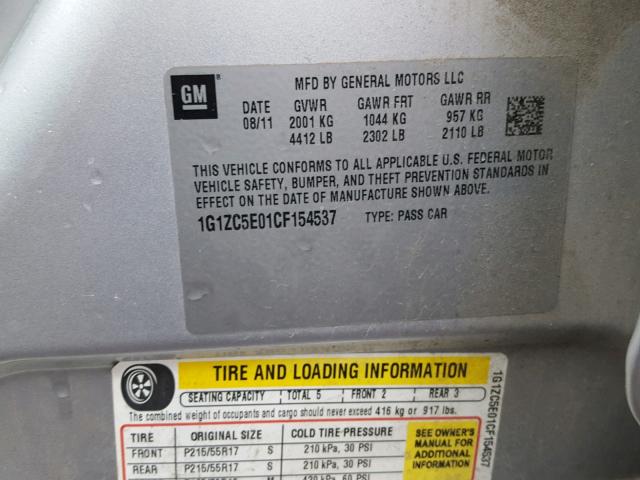 GM ®
MFD BY GENERAL MOTORS LLC
DATE GVWR GAWR FRT GAWR RR
08/11 2001 KG 1044 KG 957 KG
4412 LB 2302 LB 2110 LB
THIS VEHICLE CONFORMS TO ALL APPLICABLE U.S. FEDERAL MOTOR
VEHICLE SAFETY, BUMPER, AND THEFT PREVENTION STANDARDS IN
EFFECT ON THE DATE OF MANUFACTURE SHOWN ABOVE.
1G1ZC5E01CF154537 TYPE: PASS CAR
TIRE AND LOADING INFORMATION
SEATING CAPACITY TOTAL 5 FRONT 2 REAR 3
The combined weight of occupants and cargo should never exceed 416 kg or 917 lbs.
TIRE ORIGINAL SIZE COLD TIRE PRESSURE
FRONT P215/55R17 S 210 kPa, 30 PSI
REAR P215/55R17 S 210 kPa, 30 PSI
420 kPa, 60 PSI
SEE OWNER'S
MANUAL FOR
ADDITIONAL
INFORMATION
1G1ZC5E01CF154537